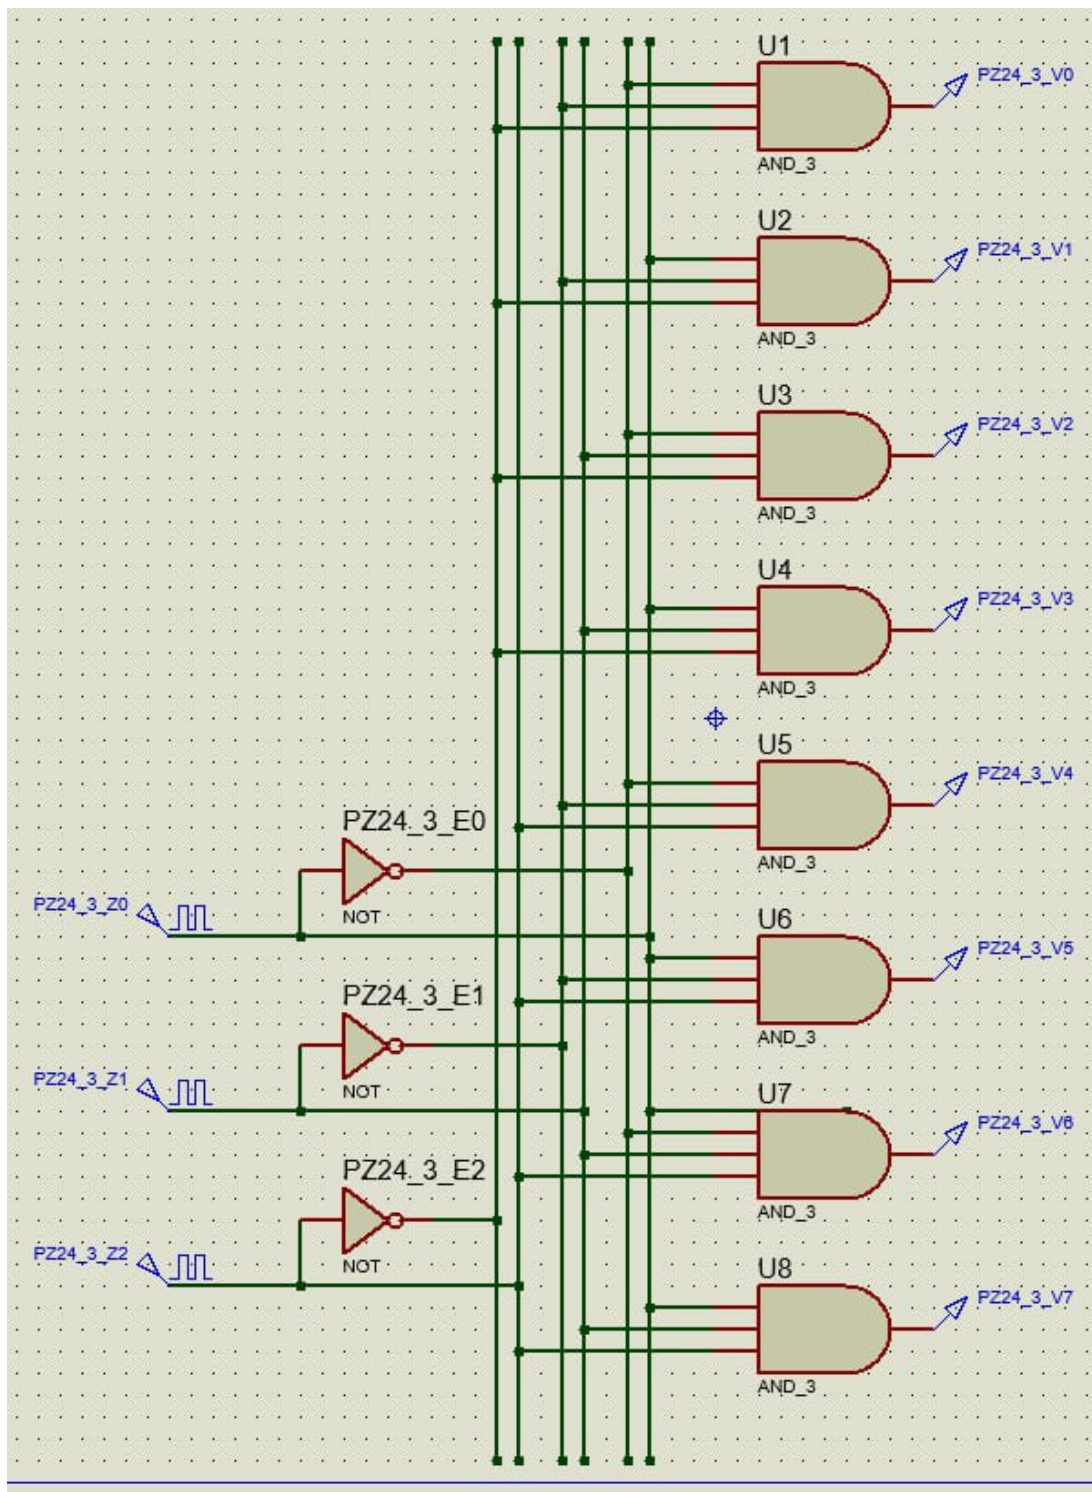 U1
PZ24_3_V0
AND_3
U2
PZ24_3_V1
AND_3
U3
PZ24_3_V2
AND_3
U4
PZ24_3_V3
AND_3
U5
PZ24_3_V4
AND_3
PZ24_3_E0
NOT
PZ24_3_Z0
U6
PZ24_3_V5
AND_3
PZ24_3_E1
NOT
PZ24_3_Z1
U7
PZ24_3_V6
AND_3
PZ24_3_E2
NOT
PZ24_3_Z2
U8
PZ24_3_V7
AND_3